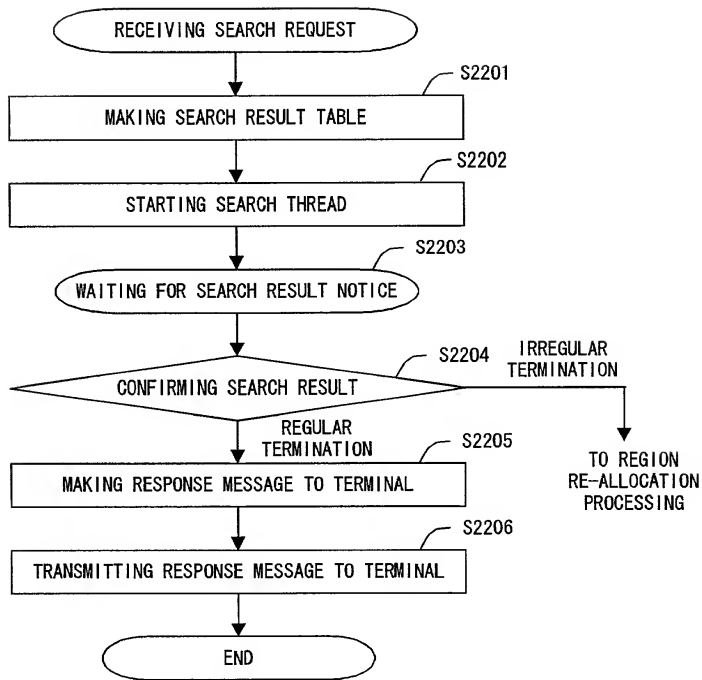 RECEIVING SEARCH REQUEST
S2201
MAKING SEARCH RESULT TABLE
S2202
STARTING SEARCH THREAD
S2203
WAITING FOR SEARCH RESULT NOTICE
S2204
IRREGULAR
TERMINATION
CONFIRMING SEARCH RESULT
REGULAR
TERMINATION
S2205
TO REGION
RE-ALLOCATION
PROCESSING
MAKING RESPONSE MESSAGE TO TERMINAL
S2206
TRANSMITTING RESPONSE MESSAGE TO TERMINAL
END